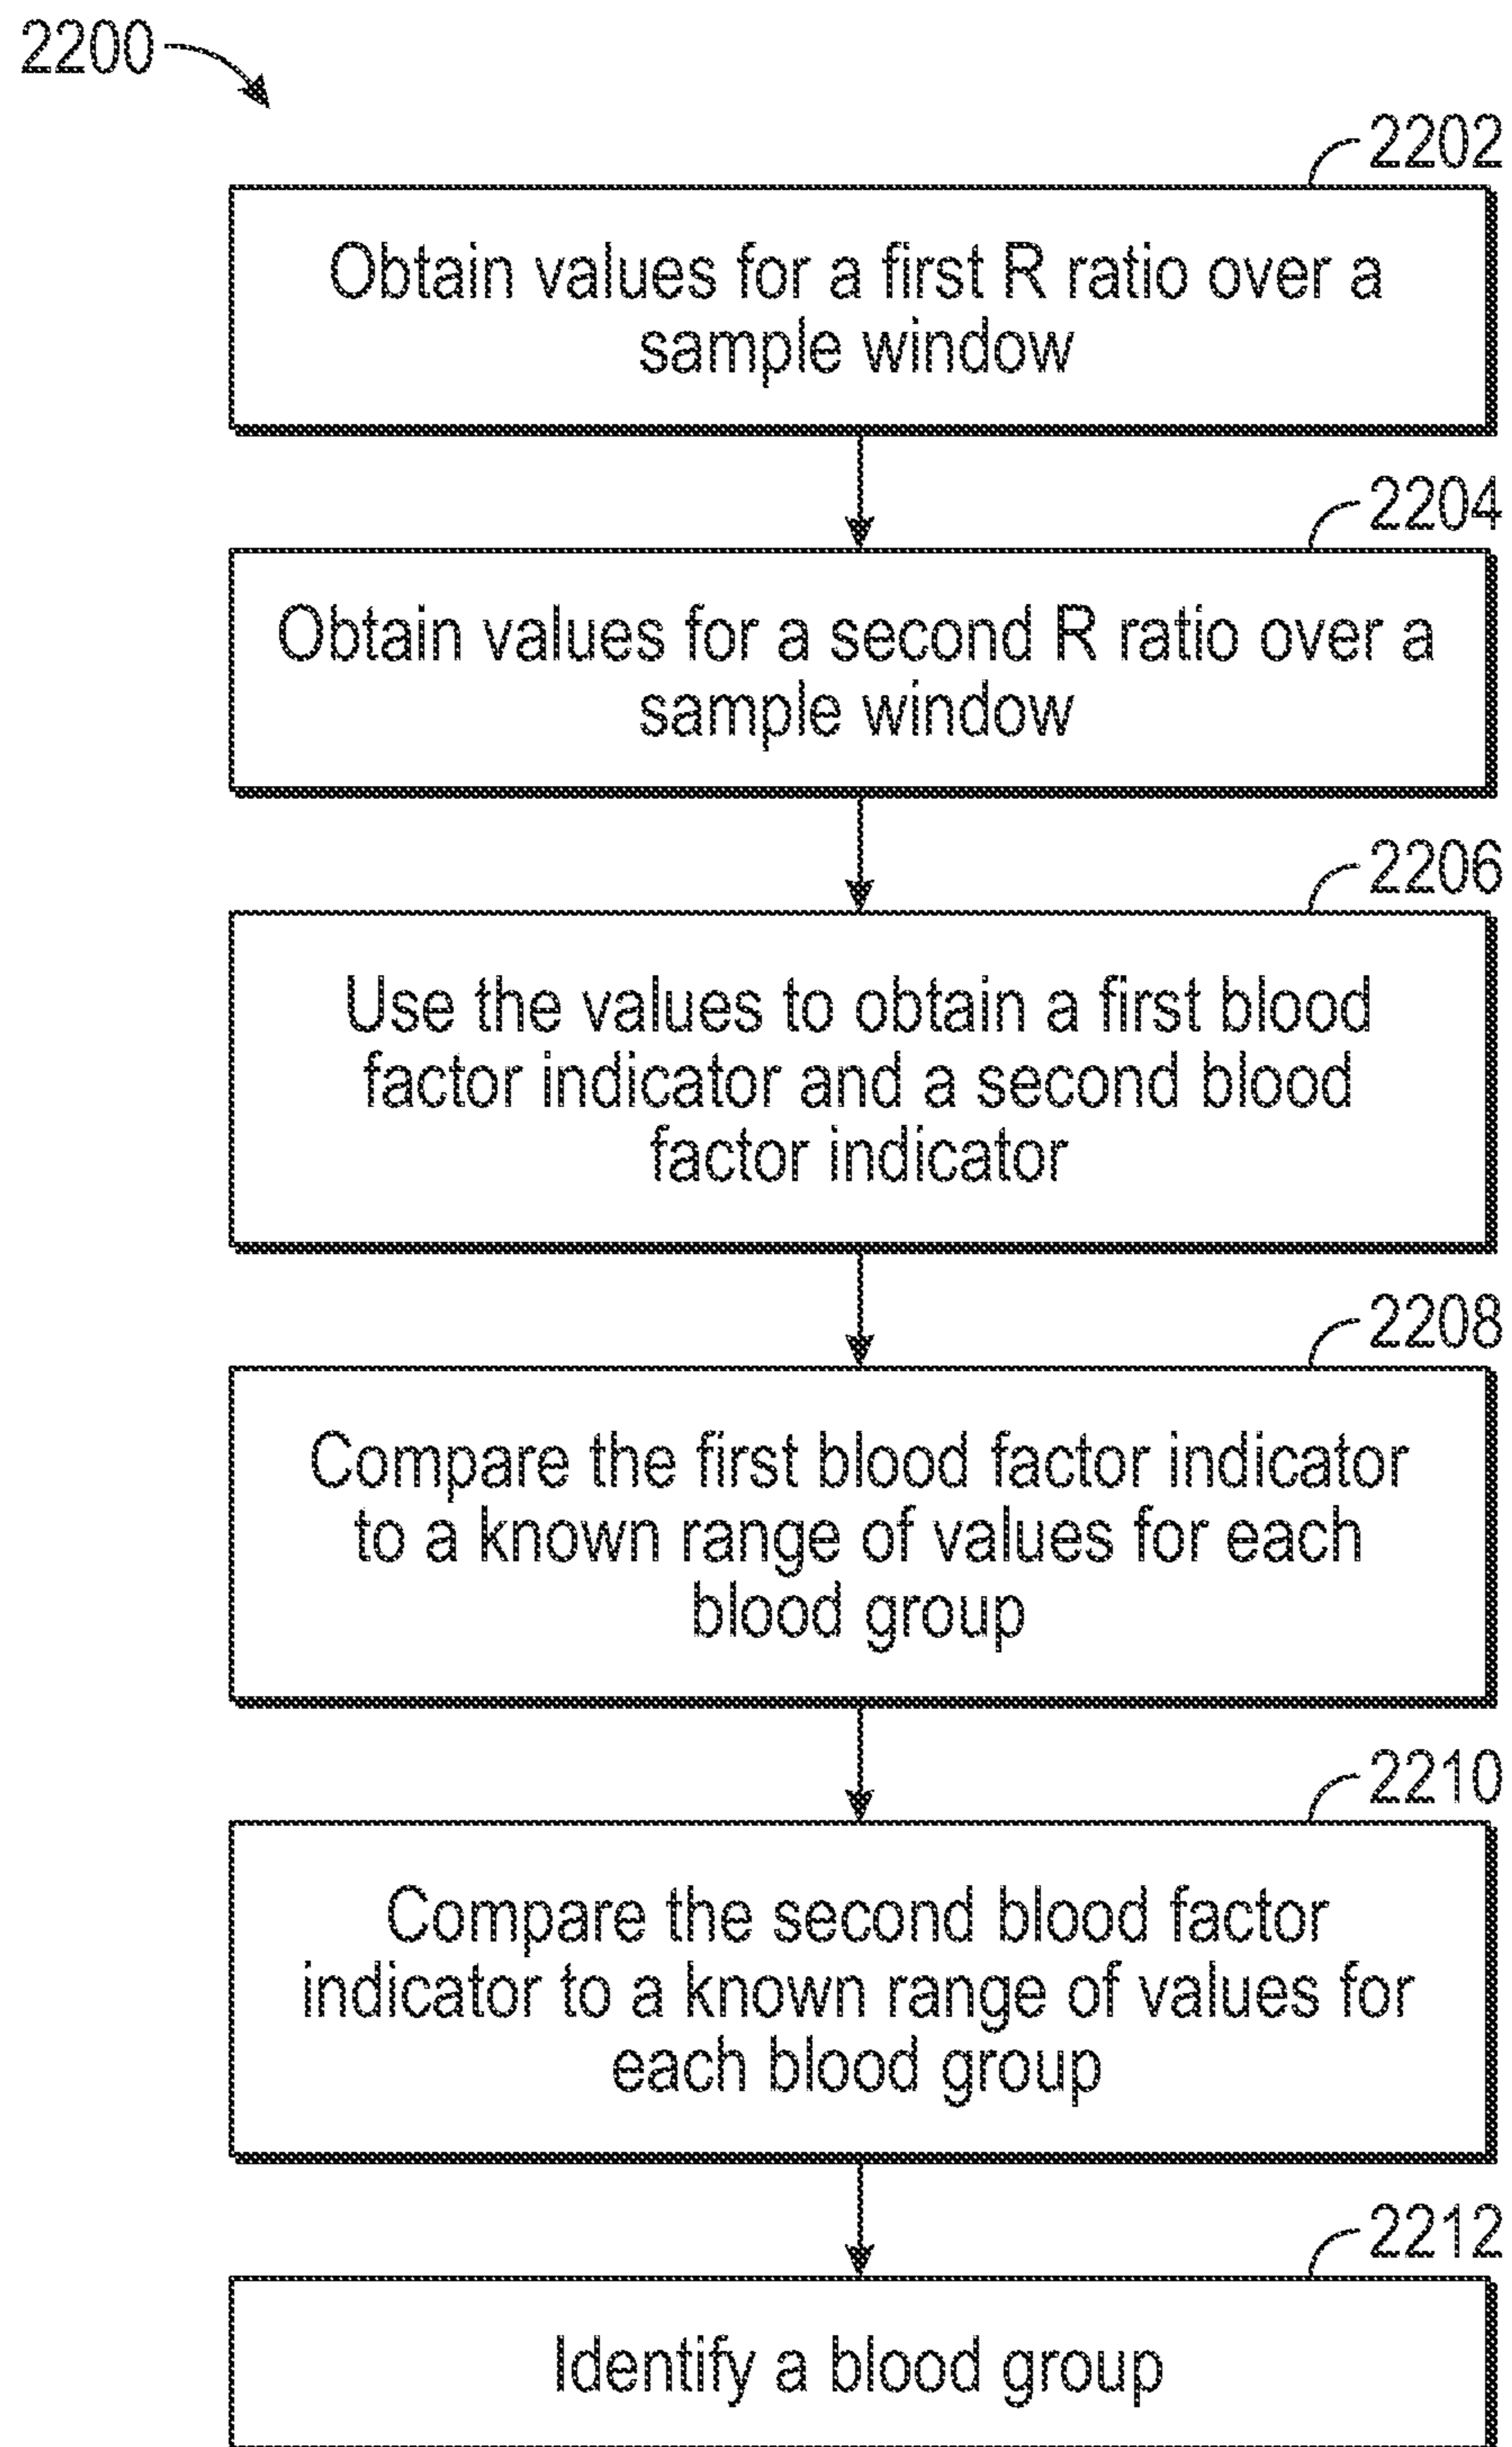 2200
2202
Obtain values for a first R ratio over a
sample window
2204
Obtain values for a second R ratio over a
sample window
2206
Use the values to obtain a first blood
factor indicator and a second blood
factor indicator
2208
Compare the first blood factor indicator
to a known range of values for each
blood group
2210
Compare the second blood factor
indicator to a known range of values for
each blood group
2212
Identify a blood group